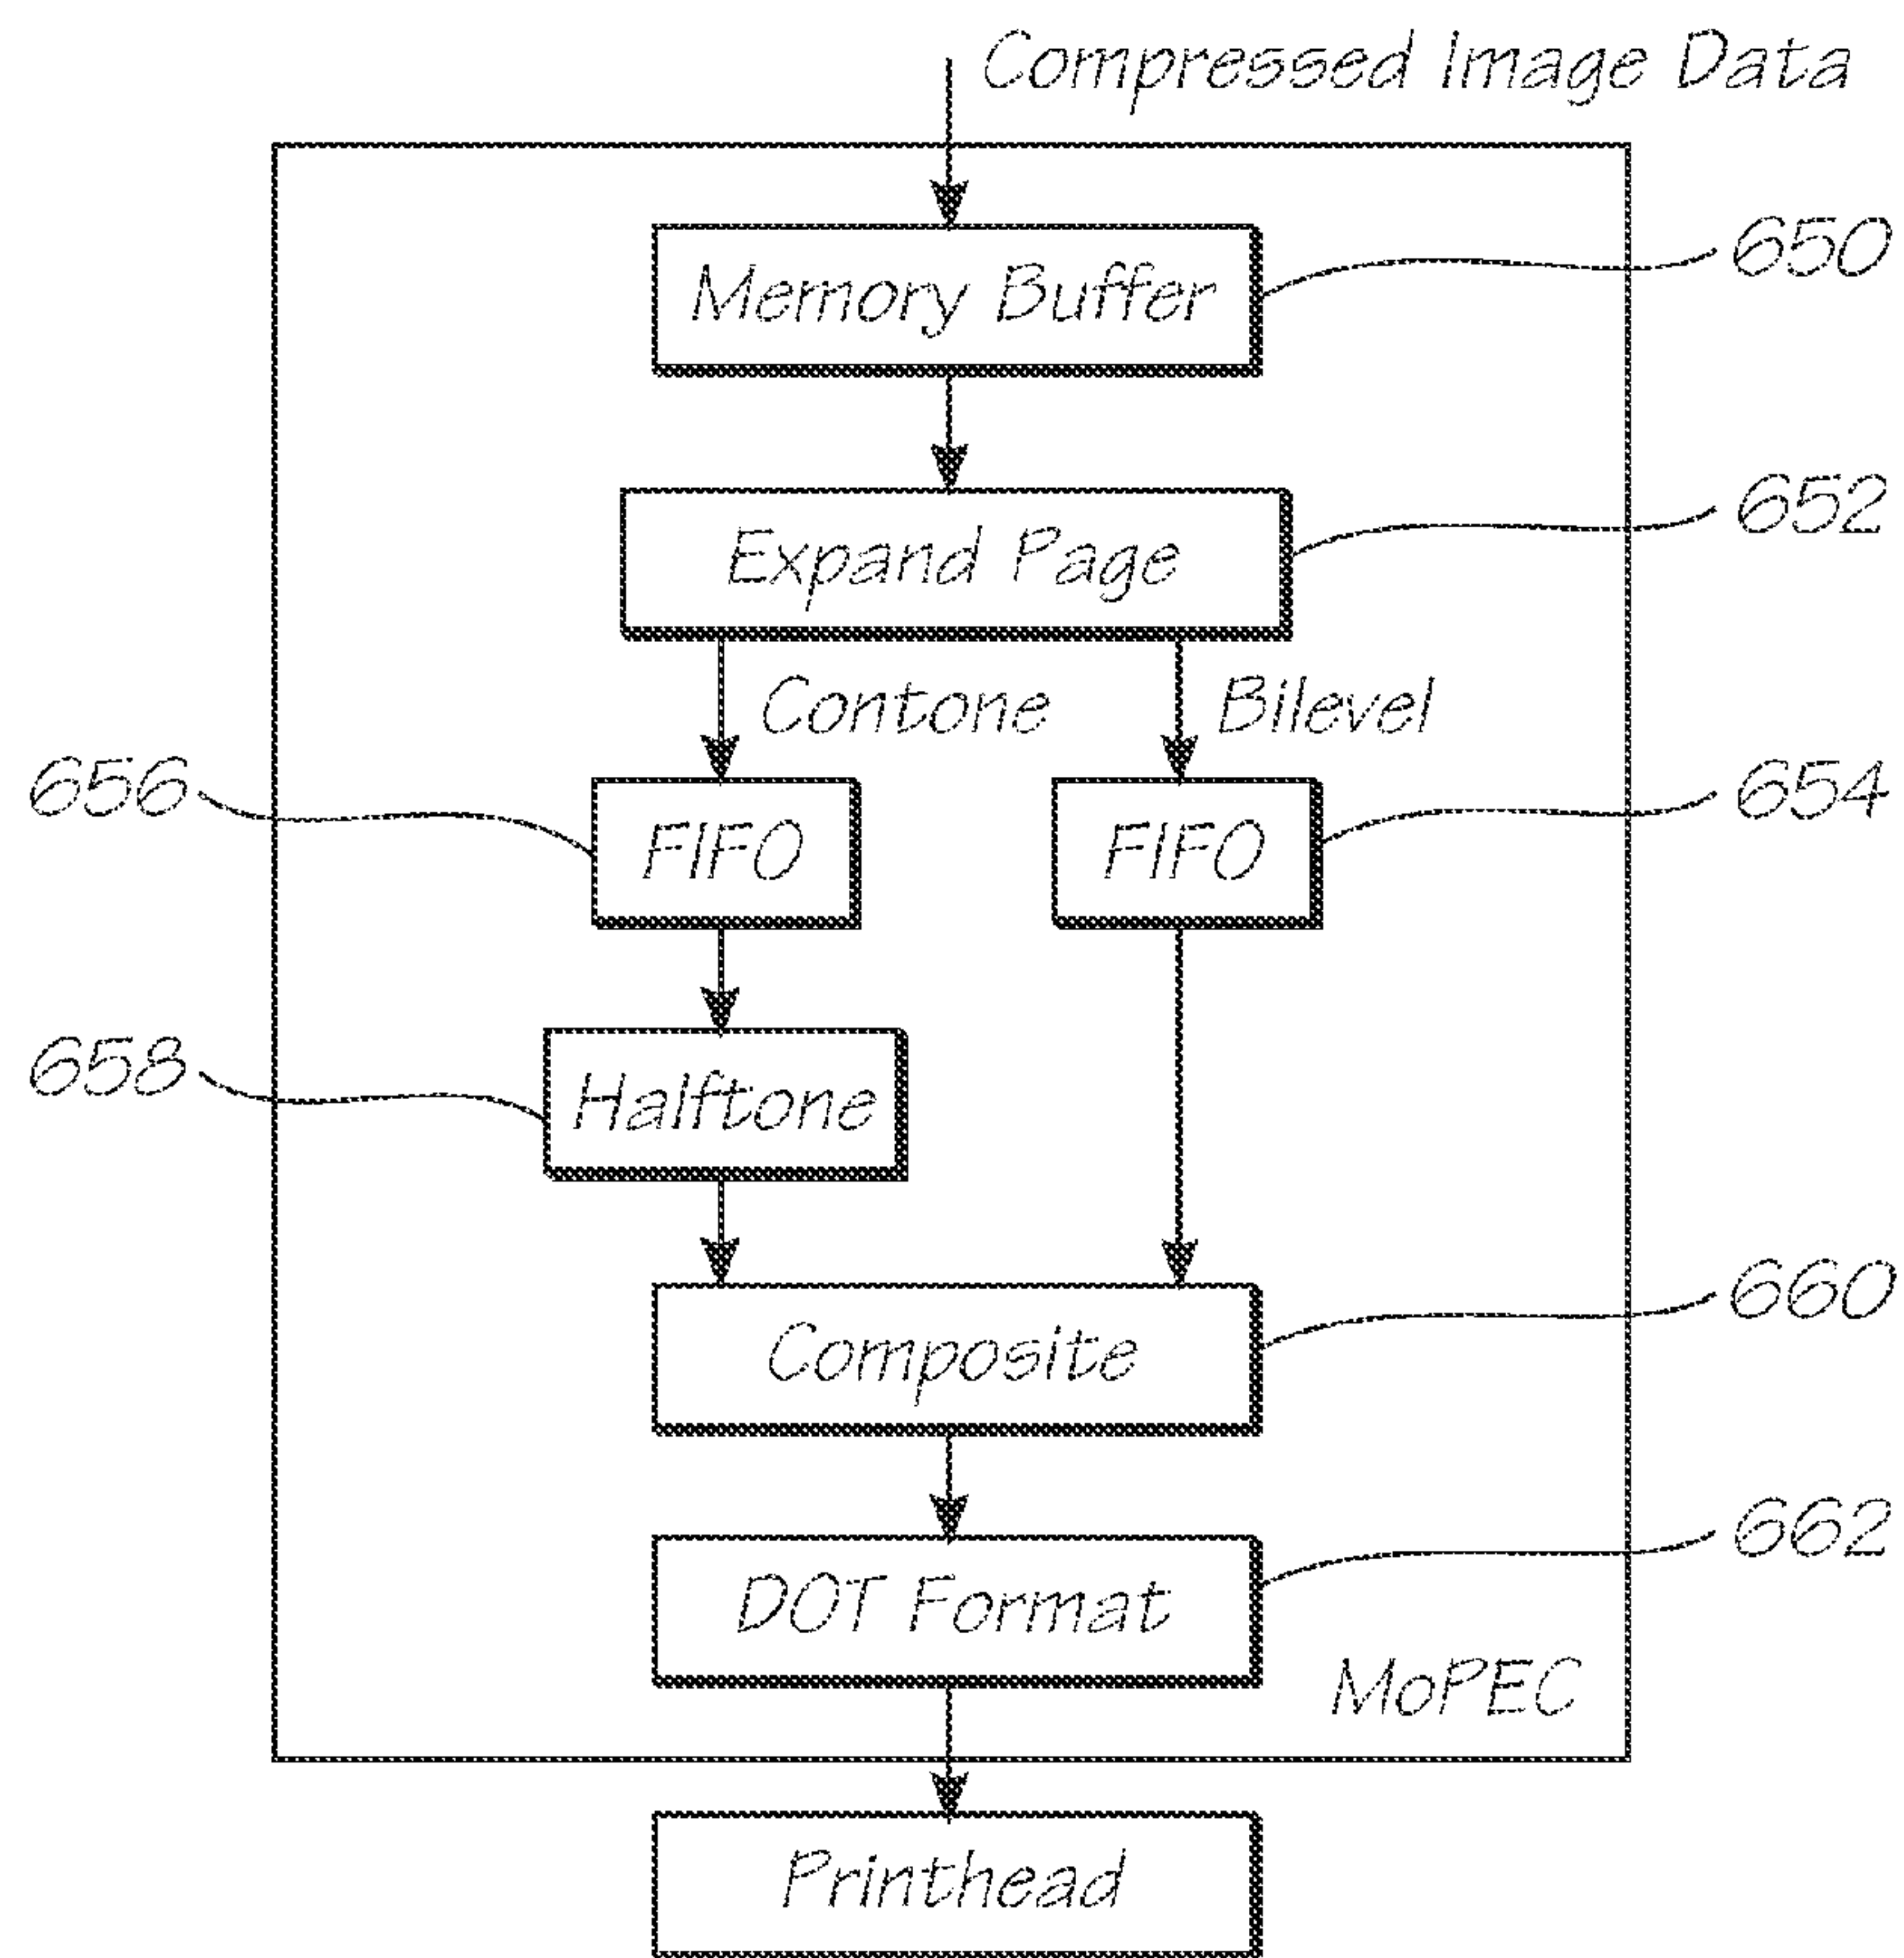 Compressed Image Data
Memory Buffer
650
Expand Page
652
Contone
Bilevel
656
FIFO
FIFO
654
658
Halftone
Composite
660
DOT Format
662
MoPEC
Printhead